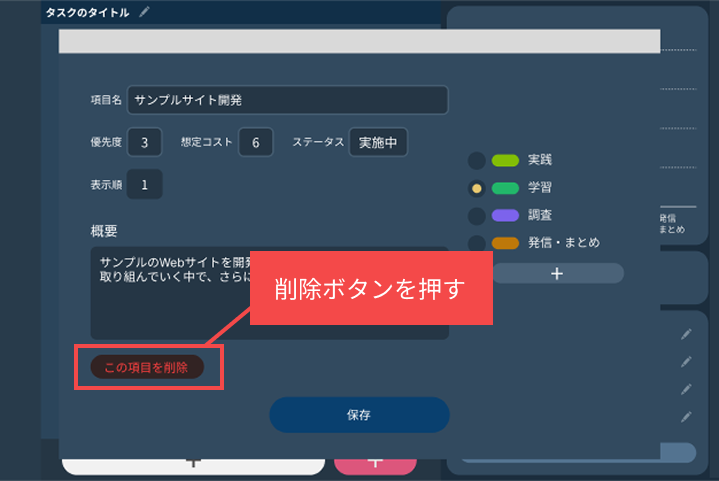 タスクのタイトル
項目名 サンプルサイト開発
優先度 3 想定コスト 6 ステータス 実施中
表示順 1
実践
学習
調査
発信・まとめ
+
概要
サンプルのWebサイトを開発
取り組んでいく中で、さらに
削除ボタンを押す
この項目を削除
保存
発信
まとめ
+ +